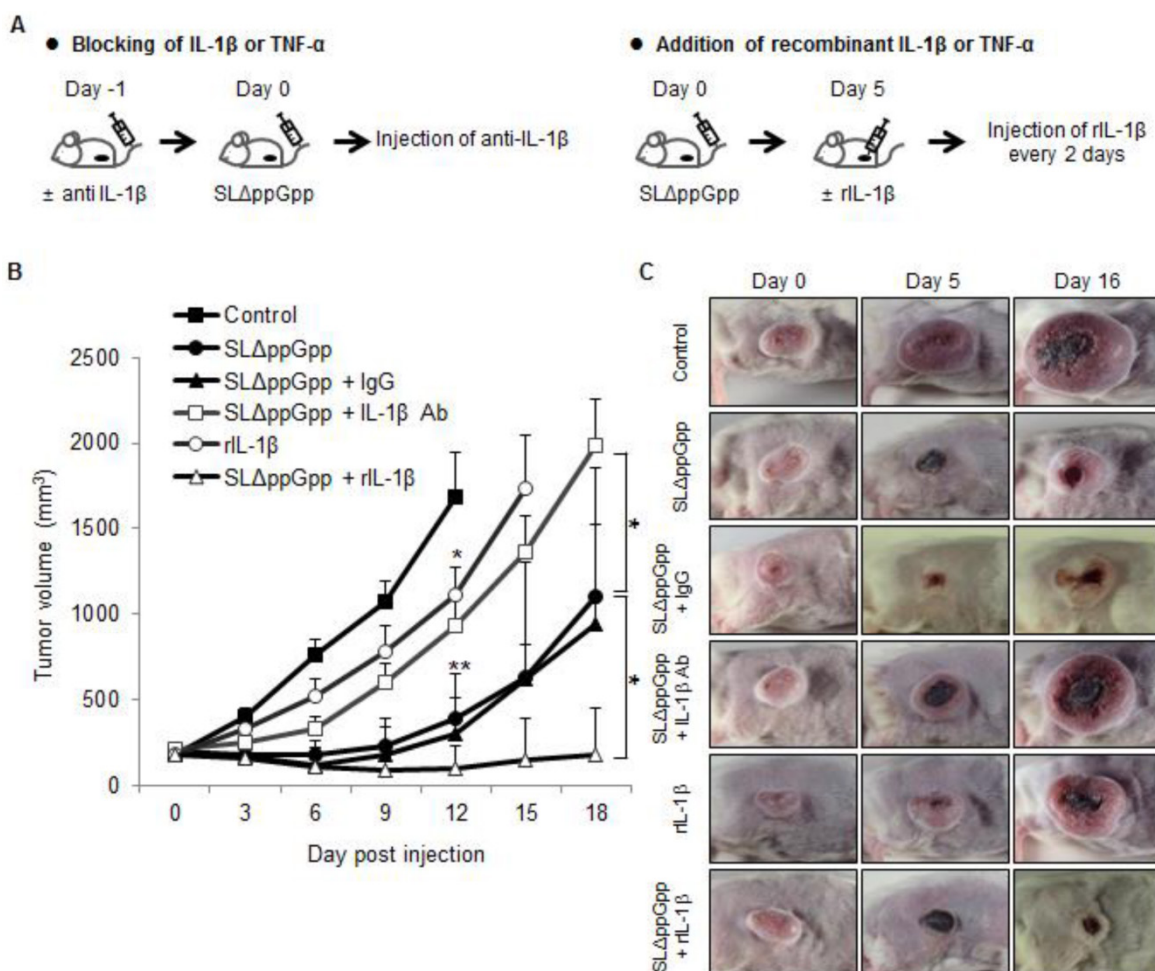 A
● Blocking of IL-1β or TNF-α
Day -1
Day 0
± anti IL-1β
SLΔppGpp
Injection of anti-IL-1β
● Addition of recombinant IL-1β or TNF-α
Day 0
Day 5
SLΔppGpp
± rIL-1β
Injection of rIL-1β
every 2 days
B
Control
SLΔppGpp
SLΔppGpp + IgG
SLΔppGpp + IL-1β Ab
rIL-1β
SLΔppGpp + rIL-1β
Tumor volume (mm³)
2500
2000
1500
1000
500
0
0 3 6 9 12 15 18
Day post injection
*
**
*
*
C
Day 0 Day 5 Day 16
Control
SLΔppGpp
SLΔppGpp
+ IgG
SLΔppGpp
+ IL-1β Ab
rIL-1β
SLΔppGpp
+ rIL-1β